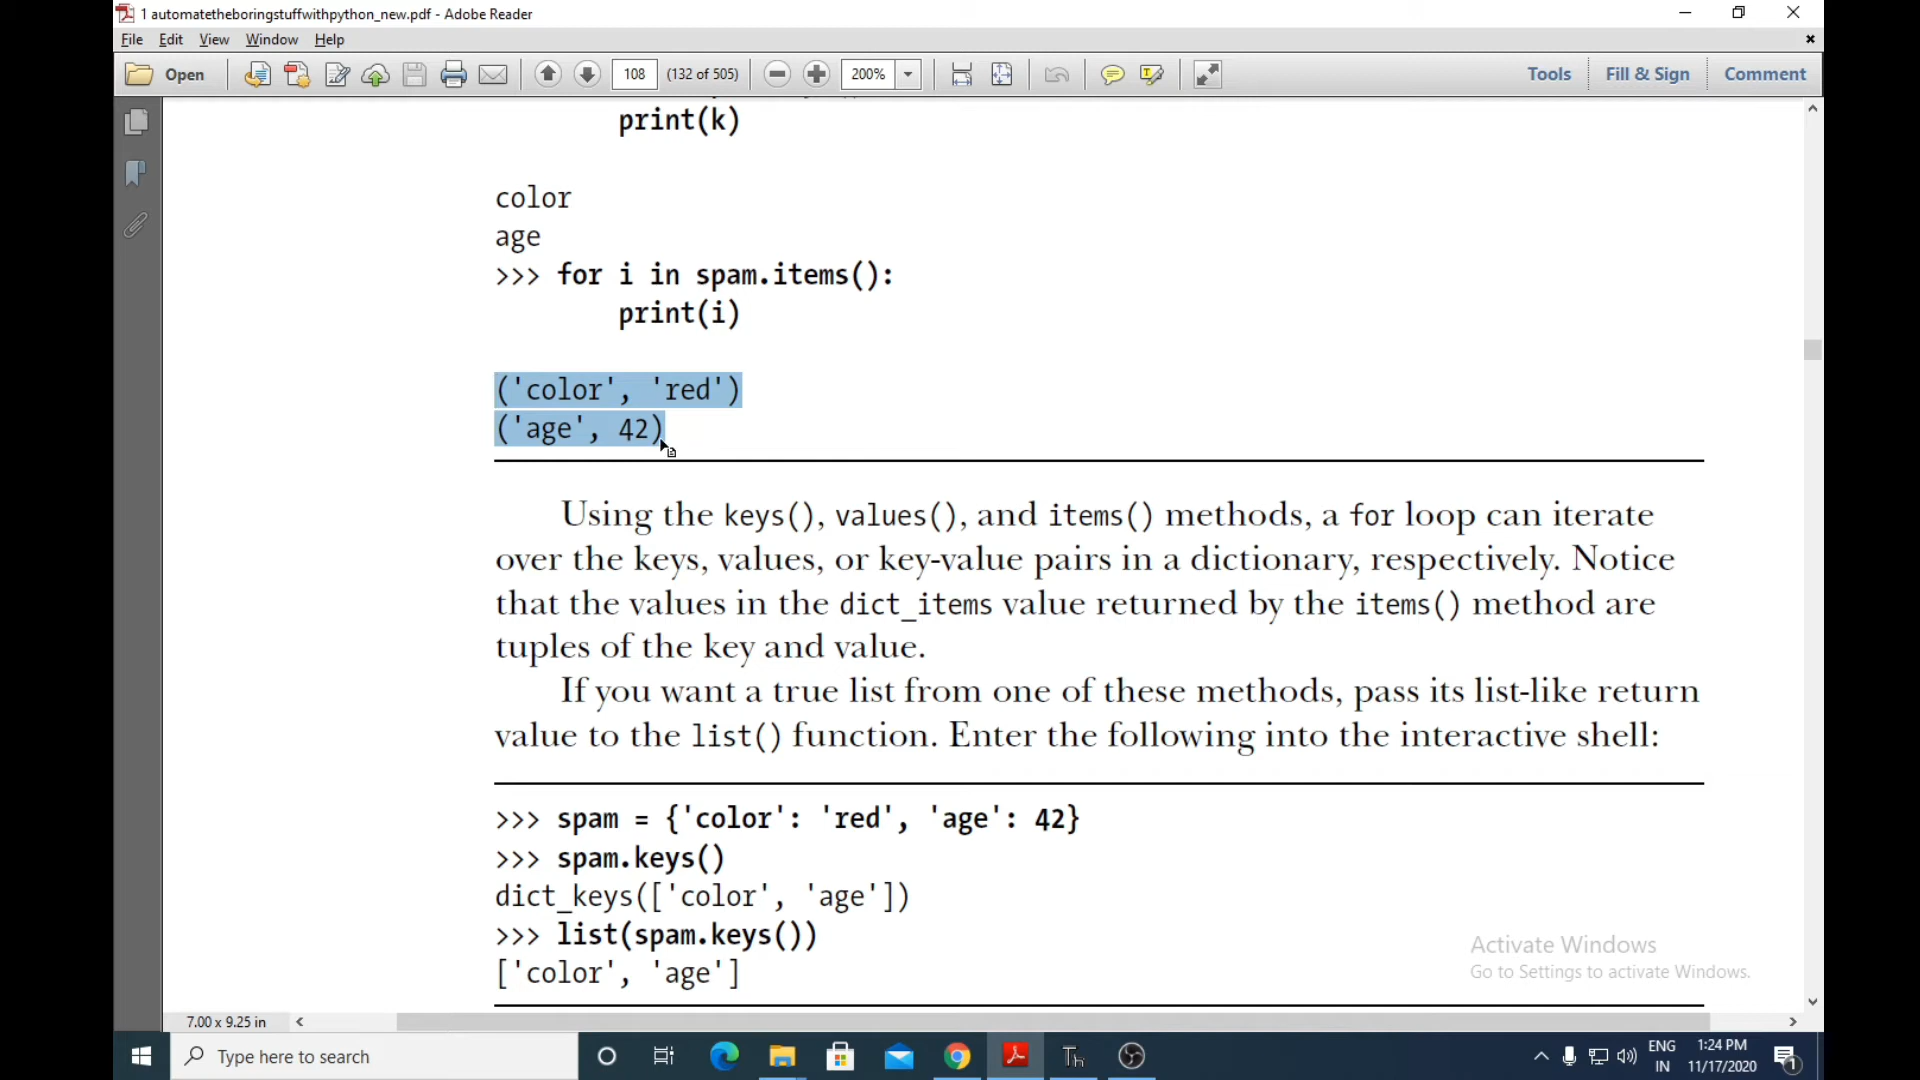 1 automatetheboringstuffwithpython_new.pdf - Adobe Reader
File Edit View Window Help
Open 108 (132 of 505) 200% Tools Fill & Sign Comment
print(k)
color
age
>>> for i in spam.items():
print(i)
('color', 'red')
('age', 42)
Using the keys(), values(), and items() methods, a for loop can iterate
over the keys, values, or key-value pairs in a dictionary, respectively. Notice
that the values in the dict_items value returned by the items() method are
tuples of the key and value.
If you want a true list from one of these methods, pass its list-like return
value to the list() function. Enter the following into the interactive shell:
>>> spam = {'color': 'red', 'age': 42}
>>> spam.keys()
dict_keys(['color', 'age'])
>>> list(spam.keys())
['color', 'age']
Activate Windows
Go to Settings to activate Windows.
7.00 x 9.25 in
Type here to search
ENG 1:24 PM
IN 11/17/2020 1